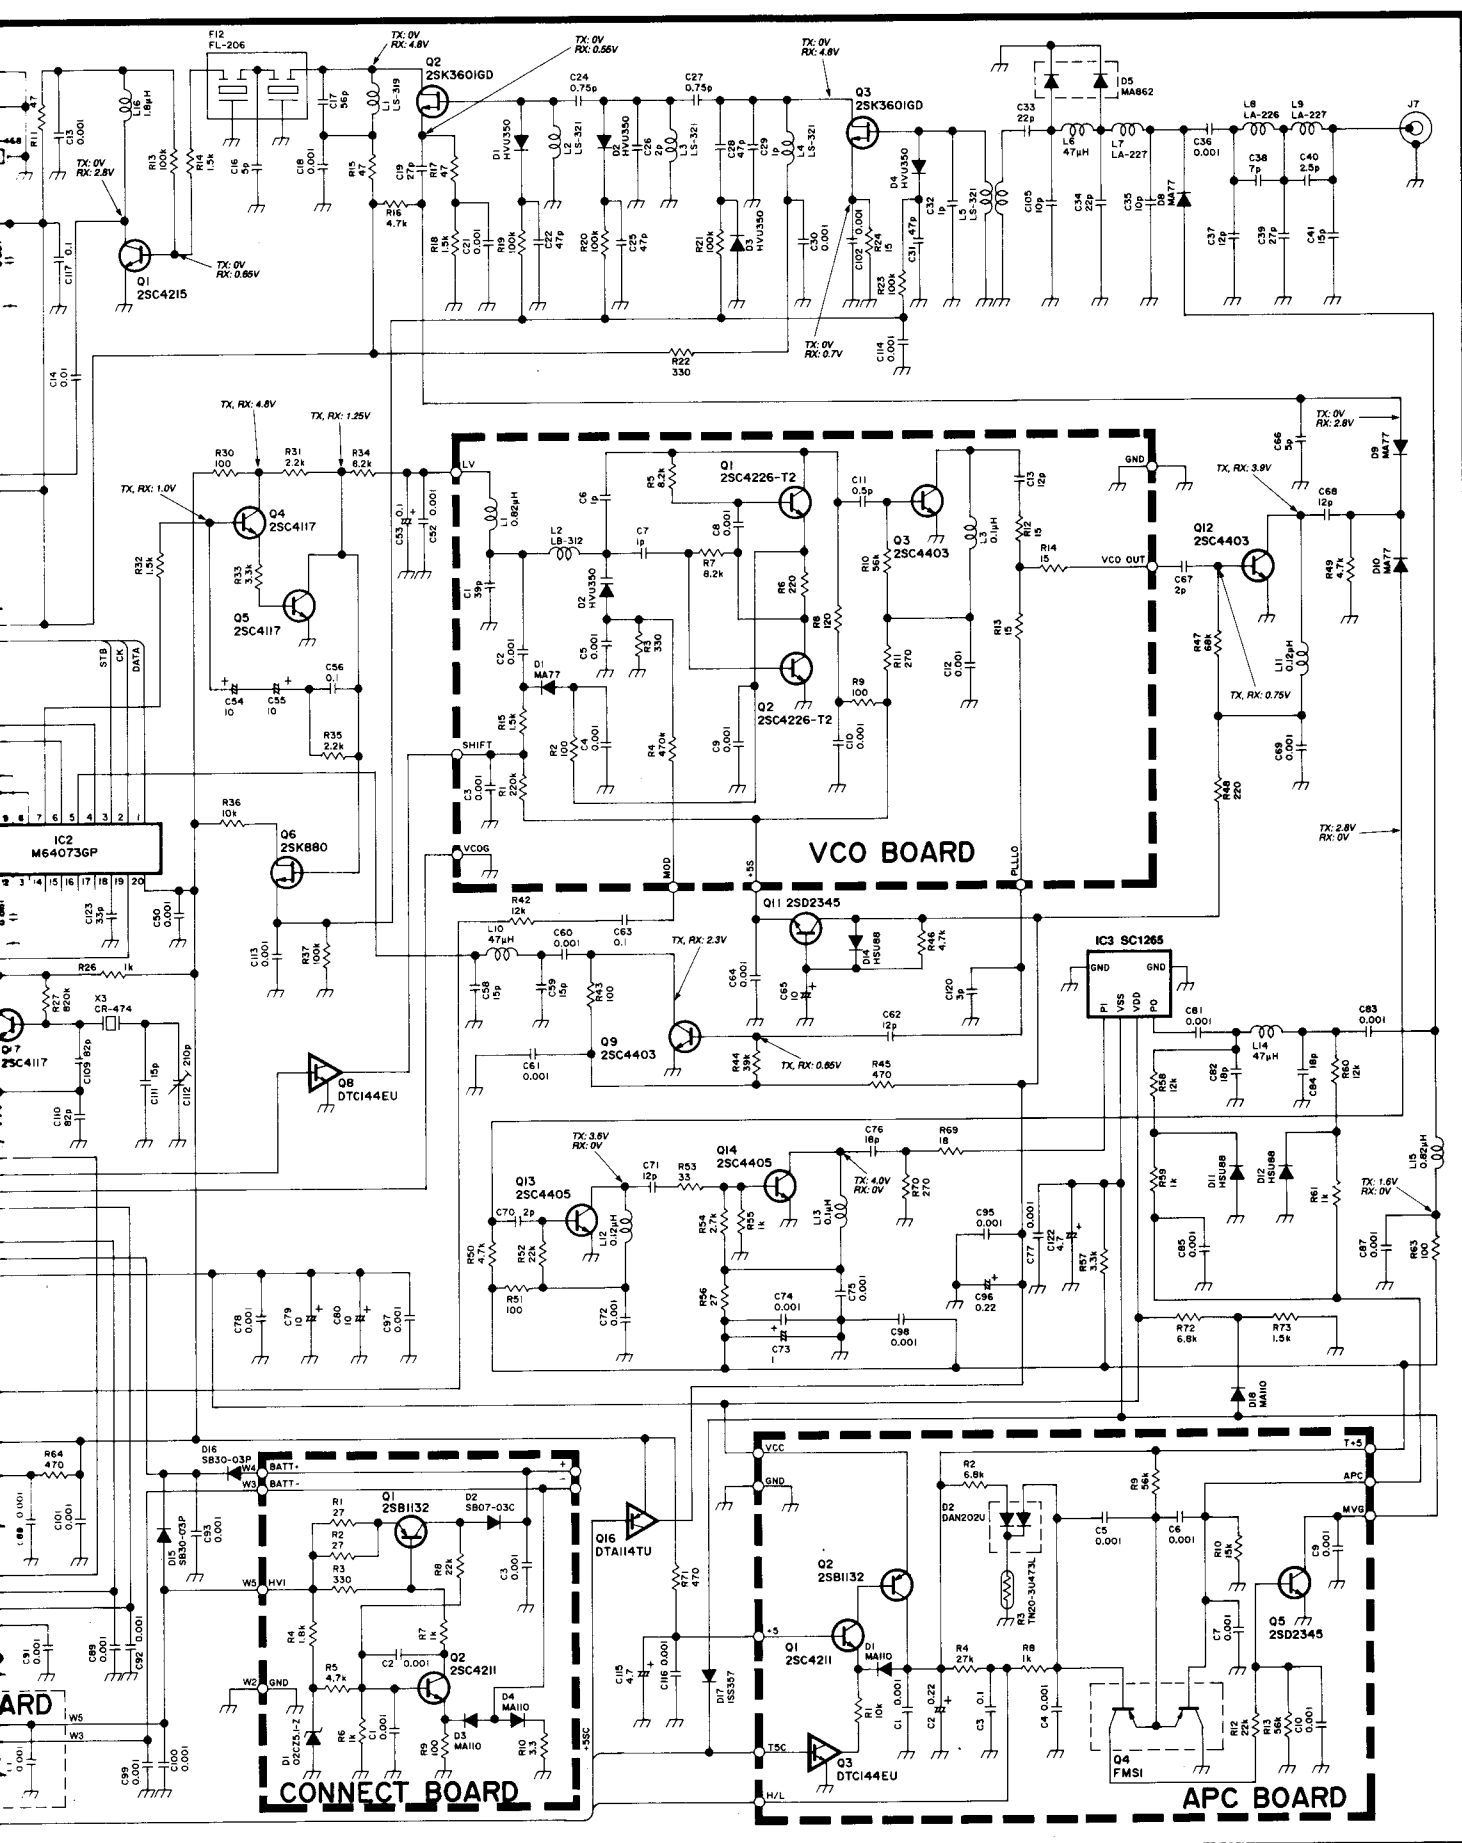 FI2
FL-206
TX: 0V
RX: 4.8V
Q2
2SK360IGD
TX: 0V
RX: 0.55V
C24
0.75p
C27
0.75p
TX: 0V
RX: 4.8V
Q3
2SK360IGD
C33
22p
D5
MA862
L8
LA-226
L9
LA-227
J7
R11
47
C13
0.001
L16
1.8μH
R13
100k
R14
1.5k
C16
5p
C17
56p
C18
0.001
L1
LS-319
R15
47
C19
27p
R17
47
D1
HVU350
L2
LS-321
D2
HVU350
C26
2p
L3
LS-321
C28
47p
C29
1p
L4
LS-321
D4
HVU350
C32
1p
L5
LS-321
L6
47μH
L7
LA-227
C36
0.001
C38
7p
C40
2.5p
C105
10p
C34
22p
C35
10p
D8
MA77
C37
12p
C39
27p
C41
15p
TX: 0V
RX: 2.8V
R16
4.7k
R18
1.5k
C21
0.001
R19
100k
C22
47p
R20
100k
C25
47p
R21
100k
D3
HVU350
C30
0.001
C102
0.001
R24
15
C31
47p
R23
100k
C117
0.1
Q1
2SC4215
TX: 0V
RX: 0.65V
TX: 0V
RX: 0.7V
C114
0.001
R22
330
C14
0.01
TX, RX: 4.8V
TX, RX: 1.25V
TX: 0V
RX: 2.8V
C66
5p
D9
MA77
R30
100
R31
2.2k
R34
8.2k
LV
GND
TX, RX: 1.0V
Q4
2SC4117
C53
0.1
C52
0.001
L1
0.82μH
C6
1p
R5
8.2k
Q1
2SC4226-T2
C11
0.5p
C13
12p
TX, RX: 3.9V
C68
12p
L2
LB-312
C7
1p
C8
0.001
Q3
2SC4403
L3
0.1μH
R12
15
R14
15
VCO OUT
Q12
2SC4403
R49
4.7k
D10
MA77
R32
1.5k
R33
3.3k
Q5
2SC4117
C1
39p
D2
HVU350
R7
8.2k
R6
220
R10
56k
R8
120
R13
15
C67
2p
R47
68k
L11
0.12μH
STB
CK
DATA
C2
0.001
C5
0.001
R3
330
D1
MA77
Q2
2SC4226-T2
R11
270
C12
0.001
R9
100
TX, RX: 0.75V
C54
10
C55
10
C56
0.1
R35
2.2k
R15
1.5k
R2
100
C4
0.001
R4
470k
C9
0.001
C10
0.001
C69
0.001
SHIFT
C3
0.001
R1
220k
R48
220
R36
10k
Q6
2SK880
IC2
M64073GP
VCOG
VCO BOARD
TX: 2.8V
RX: 0V
MOD
+5S
PLLLO
C123
33p
C50
0.001
R42
12k
L10
47μH
C60
0.001
C63
0.1
TX, RX: 2.3V
Q11 2SD2345
D14
HSU88
R46
4.7k
IC3 SC1265
GND
GND
PI
VSS
VDD
PO
R26
1k
C113
0.001
R37
100k
C58
15p
C59
15p
R43
100
C64
0.001
C65
10
C120
3p
C62
12p
C81
0.001
C83
0.001
R27
820k
X3
CR-474
Q17
2SC4117
C109
82p
C110
82p
C111
15p
C112
210p
Q8
DTC144EU
C61
0.001
Q9
2SC4403
R44
39k
TX, RX: 0.65V
R45
470
L14
47μH
R58
12k
C82
18p
C84
18p
R60
12k
L15
0.82μH
TX: 3.6V
RX: 0V
Q13
2SC4405
C71
12p
R53
33
Q14
2SC4405
C76
18p
R69
18
TX: 4.0V
RX: 0V
R59
1k
D11
HSU88
D12
HSU88
R61
1k
TX: 1.6V
RX: 0V
C70
2p
R50
4.7k
R52
22k
L12
0.12μH
R54
2.7k
R55
1k
L13
0.1μH
R70
270
C95
0.001
C77
0.001
C122
4.7
R57
3.3k
C85
0.001
C87
0.001
R63
100
R51
100
C72
0.001
R56
27
C74
0.001
C73
1
C75
0.001
C98
0.001
C96
0.22
C78
0.001
C79
10
C80
10
C97
0.001
R72
6.8k
R73
1.5k
D18
MA110
R64
470
D16
SB30-03P
W4
BATT+
W3
BATT-
+
-
VCC
T+5
GND
APC
MVG
C101
0.001
D15
SB30-03P
C93
0.001
R1
27
R2
27
R3
330
Q1
2SB1132
D2
SB07-03C
R8
22k
C3
0.001
Q16
DTA114TU
R71
470
R2
6.8k
D2
DAN202U
R9
56k
C5
0.001
C6
0.001
R10
15k
C9
0.001
W5
HV1
Q2
2SB1132
R3
TN20-3U473L
Q5
2SD2345
C91
0.001
C89
0.001
C92
0.001
R4
1.8k
R7
1k
C2
0.001
Q2
2SC4211
R5
4.7k
+5
Q1
2SC4211
D1
MA110
R4
27k
R8
1k
C7
0.001
W2
GND
D4
MA110
D3
MA110
C115
4.7
C116
0.001
D17
1SS357
R1
10k
C1
0.001
C2
0.22
C3
0.1
C4
0.001
R12
22k
R13
56k
C10
0.001
ARD
W5
W3
D1
02CZ5.1-Z
R6
1k
C1
0.001
R9
100
R10
3.3
+5SC
T5C
Q3
DTC144EU
Q4
FMS1
C99
0.001
C100
0.001
CONNECT BOARD
H/L
APC BOARD